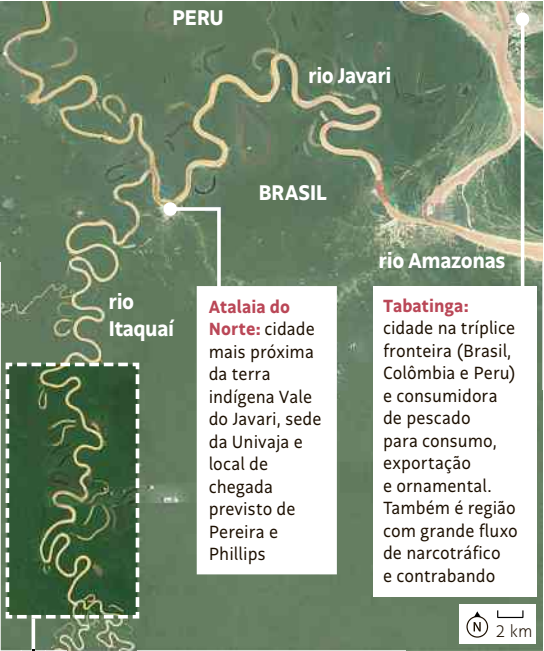 PERU
rio Javari
BRASIL
rio Amazonas
rio
Itaquaí
Atalaia do
Norte: cidade
mais próxima
da terra
indígena Vale
do Javari, sede
da Univaja e
local de
chegada
previsto de
Pereira e
Phillips
Tabatinga:
cidade na tríplice
fronteira (Brasil,
Colômbia e Peru)
e consumidora
de pescado
para consumo,
exportação
e ornamental.
Também é região
com grande fluxo
de narcotráfico
e contrabando
N
2 km